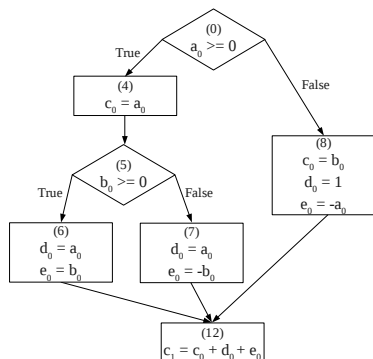 (0)
a₀ >= 0
True
False
(4)
c₀ = a₀
(5)
b₀ >= 0
True
False
(8)
c₀ = b₀
d₀ = 1
e₀ = -a₀
(6)
d₀ = a₀
e₀ = b₀
(7)
d₀ = a₀
e₀ = -b₀
(12)
c₁ = c₀ + d₀ + e₀